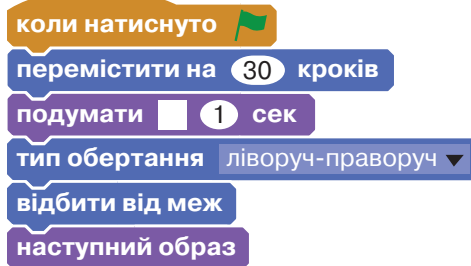 коли натиснуто
перемістити на 30 кроків
подумати 1 сек
тип обертання ліворуч-праворуч
відбити від меж
наступний образ